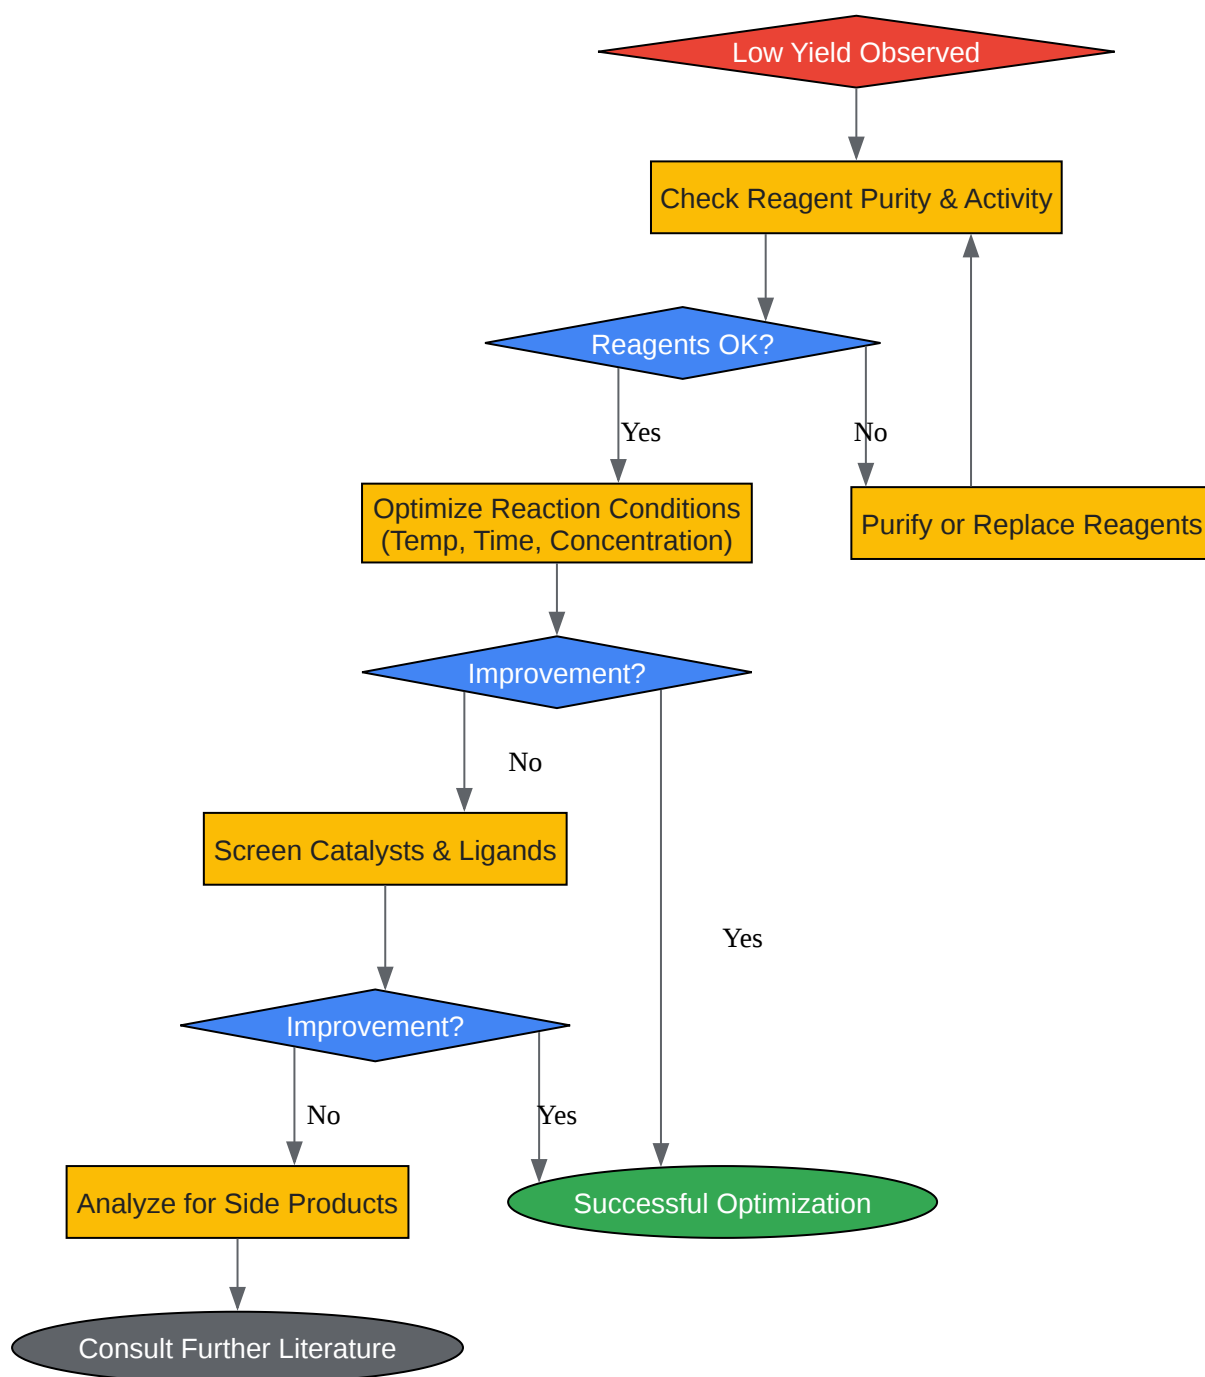 Low Yield Observed
Check Reagent Purity & Activity
Reagents OK?
Yes
No
Optimize Reaction Conditions
(Temp, Time, Concentration)
Purify or Replace Reagents
Improvement?
No
Screen Catalysts & Ligands
Yes
Improvement?
No
Yes
Analyze for Side Products
Successful Optimization
Consult Further Literature